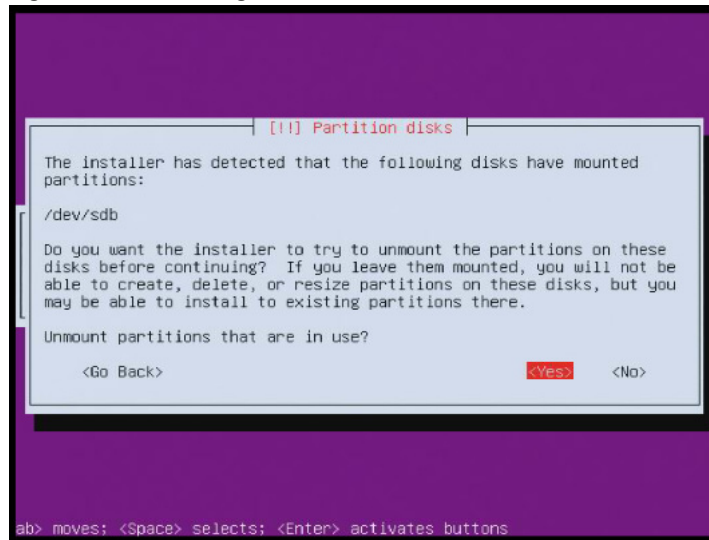 [!!] Partition disks
The installer has detected that the following disks have mounted
partitions:
/dev/sdb
Do you want the installer to try to unmount the partitions on these
disks before continuing?  If you leave them mounted, you will not be
able to create, delete, or resize partitions on these disks, but you
may be able to install to existing partitions there.
Unmount partitions that are in use?
<Go Back> <Yes> <No>
ab> moves; <Space> selects; <Enter> activates buttons